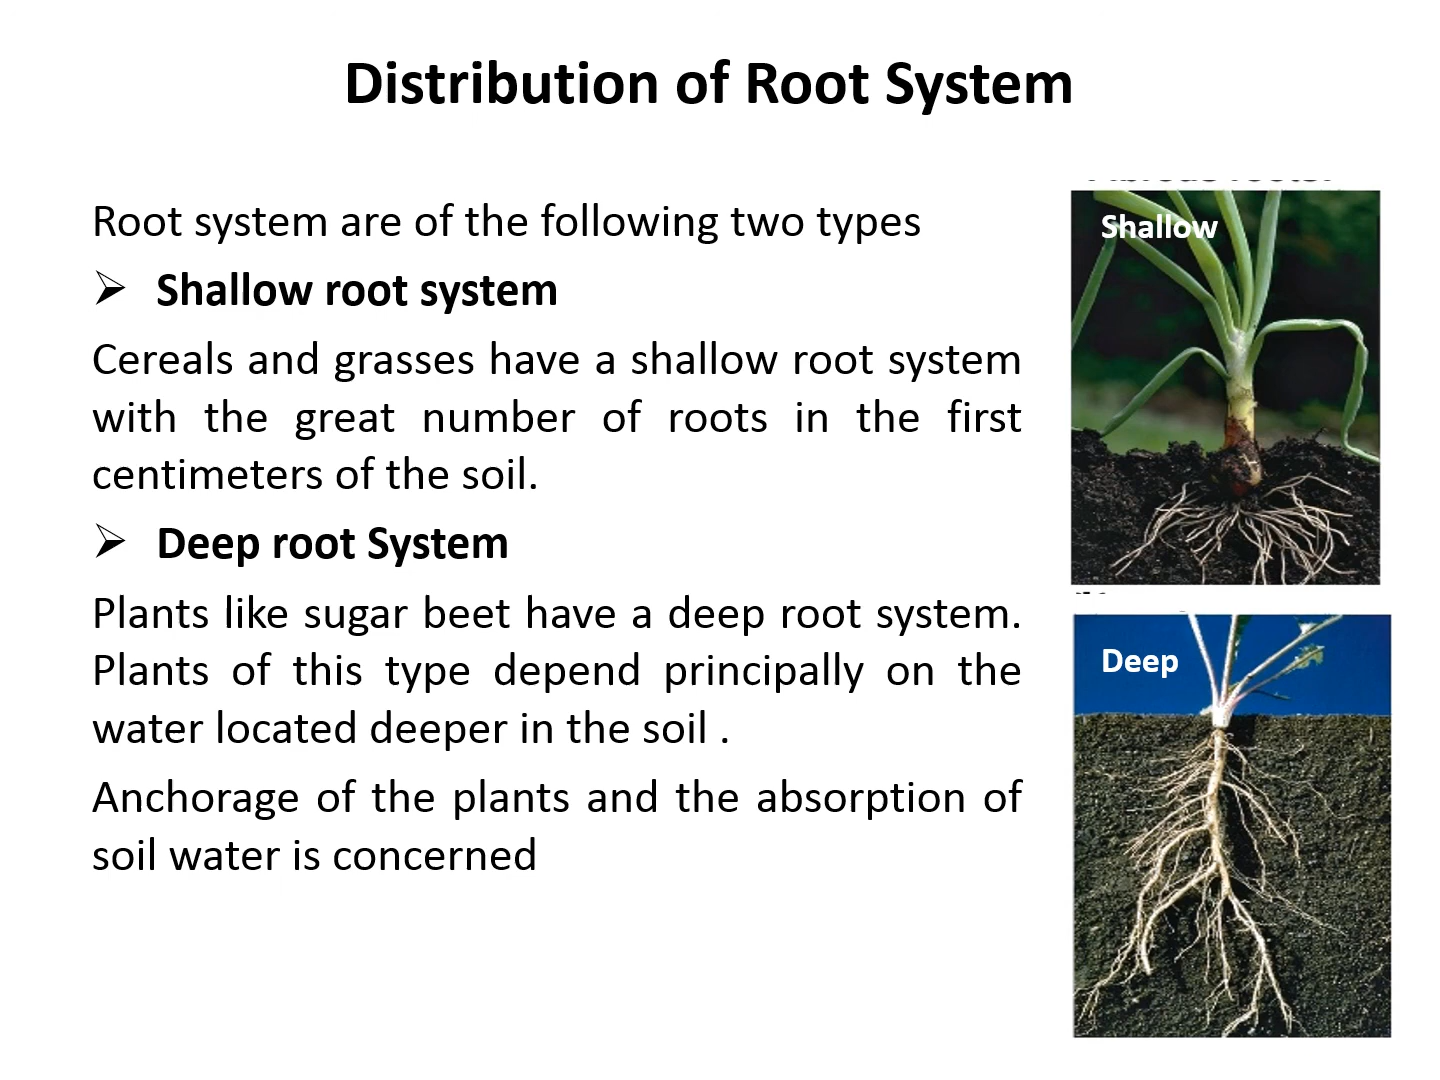 Distribution of Root System
Root system are of the following two types
➢ Shallow root system
Cereals and grasses have a shallow root system
with the great number of roots in the first
centimeters of the soil.
➢ Deep root System
Plants like sugar beet have a deep root system.
Plants of this type depend principally on the
water located deeper in the soil .
Anchorage of the plants and the absorption of
soil water is concerned
Shallow
Deep